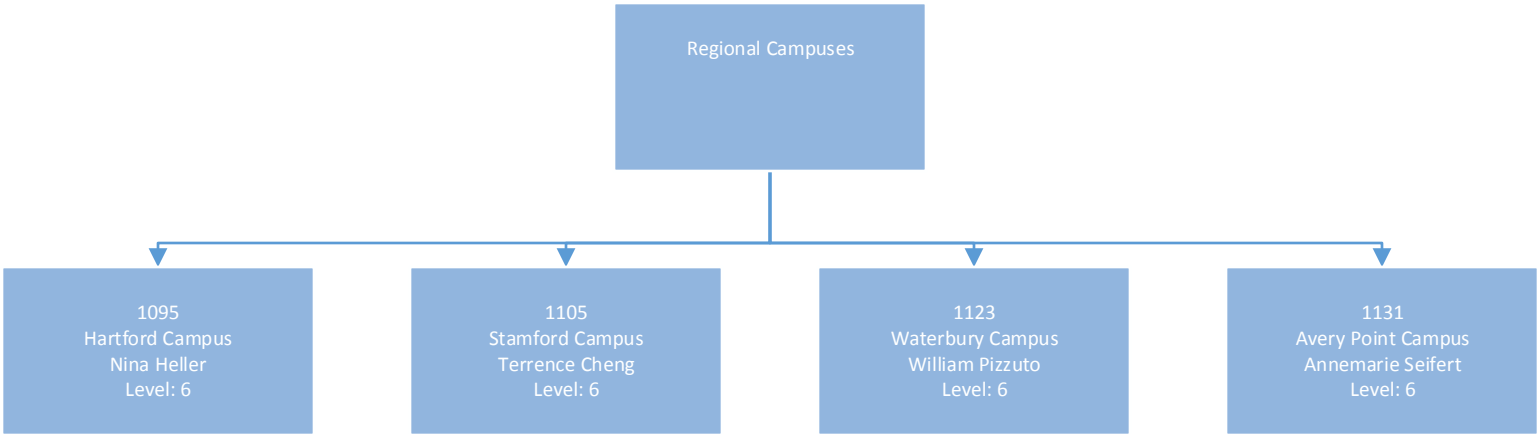 Regional Campuses
1095
Hartford Campus
Nina Heller
Level: 6
1105
Stamford Campus
Terrence Cheng
Level: 6
1123
Waterbury Campus
William Pizzuto
Level: 6
1131
Avery Point Campus
Annemarie Seifert
Level: 6